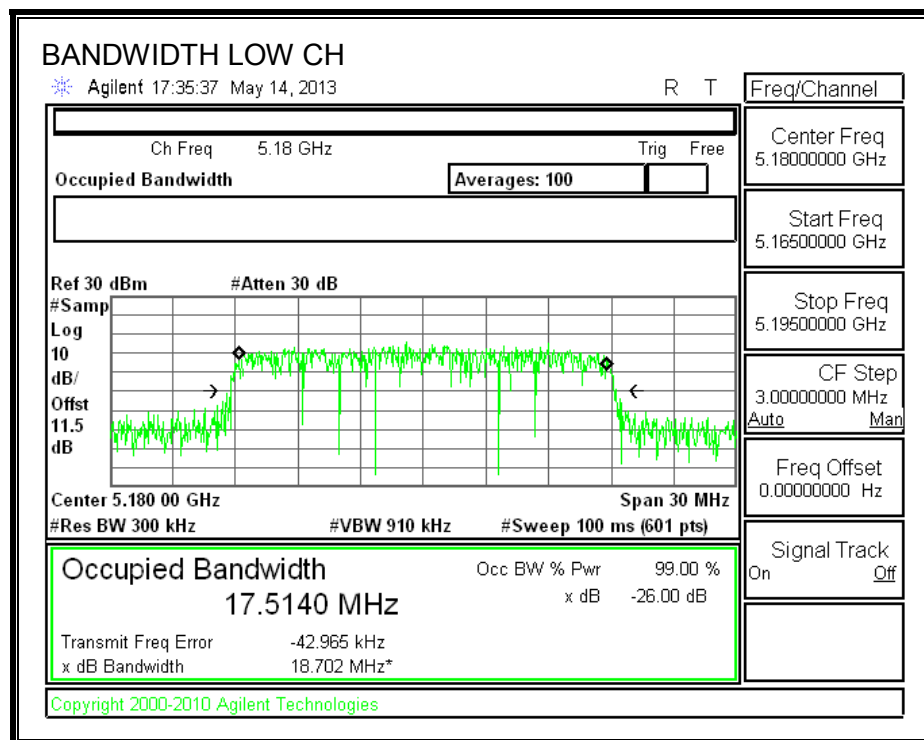 BANDWIDTH LOW CH
Agilent 17:35:37 May 14, 2013 R T
Freq/Channel
Ch Freq 5.18 GHz Trig Free
Occupied Bandwidth Averages: 100
Center Freq
5.18000000 GHz
Start Freq
5.16500000 GHz
Stop Freq
5.19500000 GHz
CF Step
3.00000000 MHz
Auto Man
Freq Offset
0.00000000 Hz
Signal Track
On Off
Ref 30 dBm #Atten 30 dB
#Samp
Log
10
dB/
Offst
11.5
dB
Center 5.180 00 GHz Span 30 MHz
#Res BW 300 kHz #VBW 910 kHz #Sweep 100 ms (601 pts)
Occupied Bandwidth Occ BW % Pwr 99.00 %
17.5140 MHz x dB -26.00 dB
Transmit Freq Error -42.965 kHz
x dB Bandwidth 18.702 MHz*
Copyright 2000-2010 Agilent Technologies